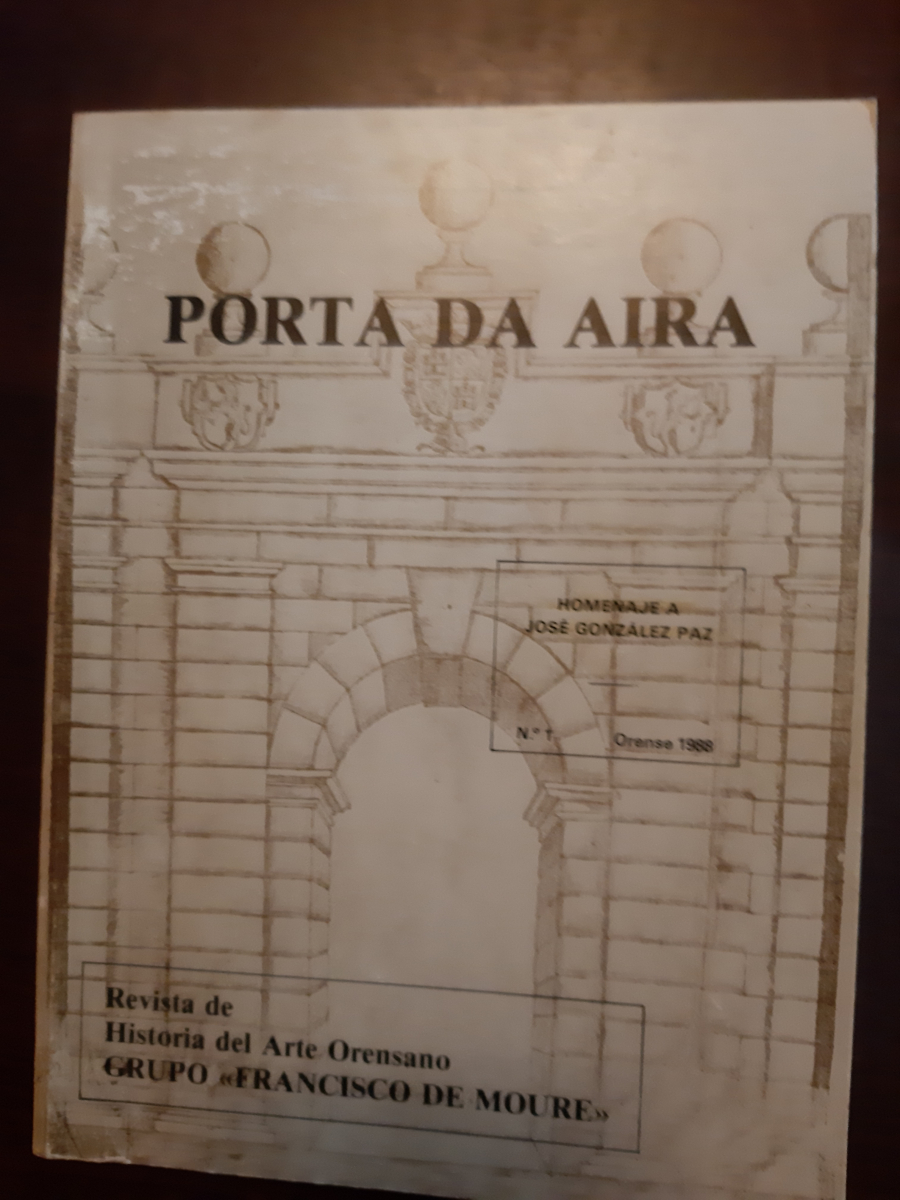 PORTA DA AIRA
HOMENAJE A
JOSÉ GONZÁLEZ PAZ
N.º 1 Orense 1988
Revista de
Historia del Arte Orensano
GRUPO «FRANCISCO DE MOURE»